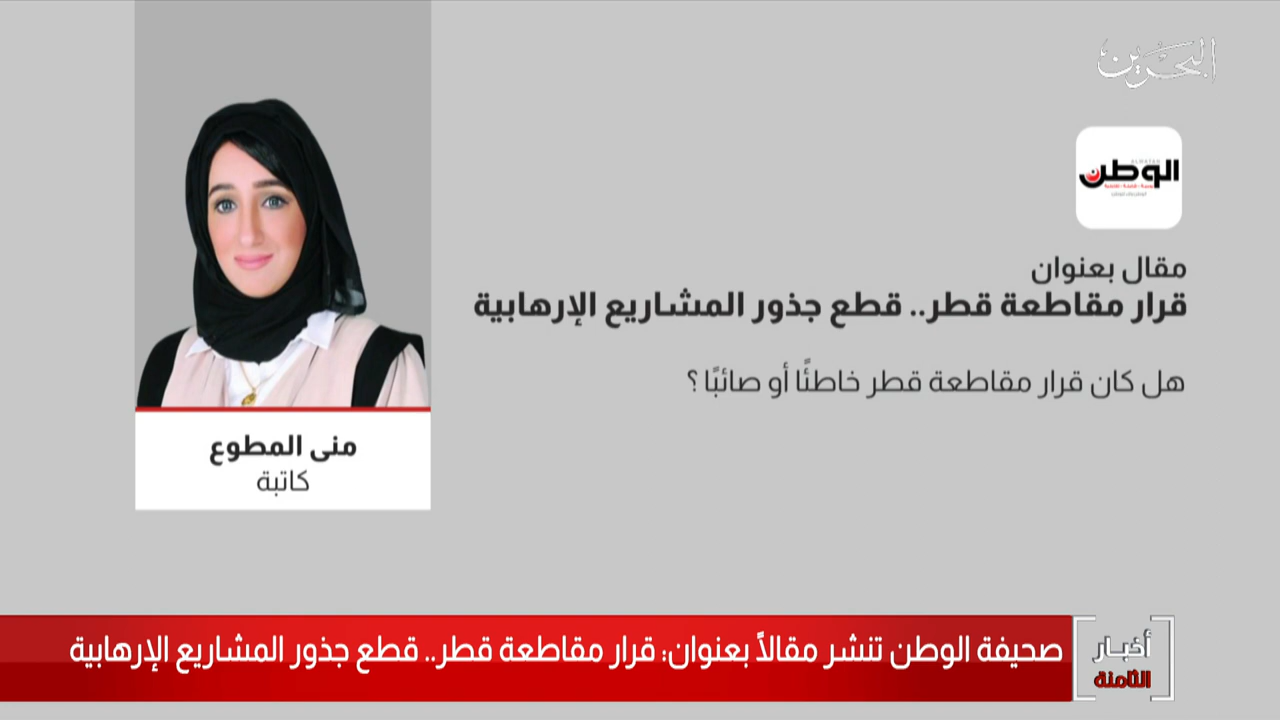 البحرين
الوطن
مقال بعنوان
قرار مقاطعة قطر.. قطع جذور المشاريع الإرهابية
هل كان قرار مقاطعة قطر خاطئًا أو صائبًا ؟
منى المطوع
كاتبة
أخبار
الثامنة
صحيفة الوطن تنشر مقالاً بعنوان: قرار مقاطعة قطر.. قطع جذور المشاريع الإرهابية